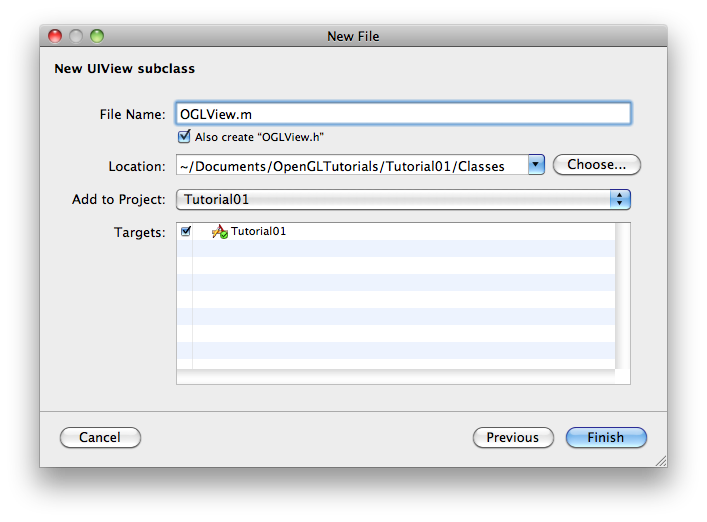 New File
New UIView subclass
File Name: OGLView.m
Also create "OGLView.h"
Location: ~/Documents/OpenGLTutorials/Tutorial01/Classes Choose...
Add to Project: Tutorial01
Targets: Tutorial01
Cancel Previous Finish